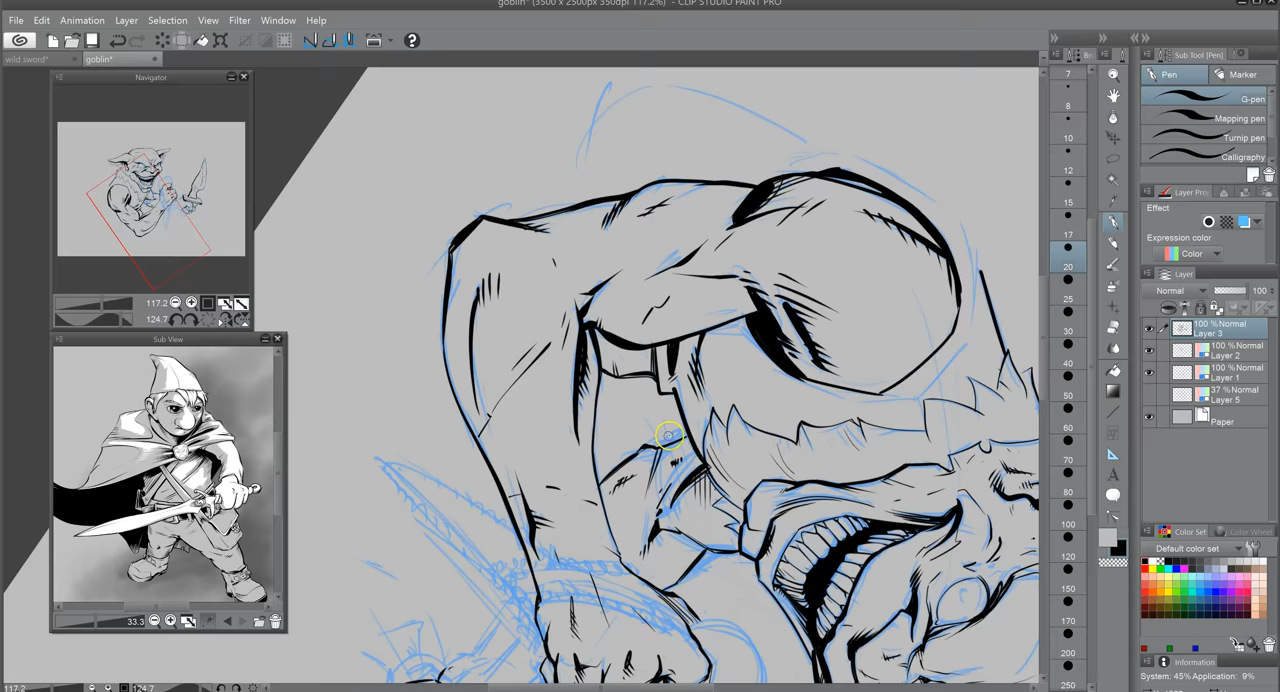 goblin* (3500 x 2500px 350dpi 117.2%) - CLIP STUDIO PAINT PRO
File Edit Animation Layer Selection View Filter Window Help
wild sword* goblin*
Navigator
117.2
124.7
Sub View
33.3
7
8
10
12
15
17
20
25
30
40
50
60
70
80
100
120
150
170
200
250
Sub Tool [Pen]
Pen Marker
G-pen
Mapping pen
Turnip pen
Calligraphy
Layer Pro
Effect
Expression color
Color
Layer
Normal 100
100 %Normal
Layer 3
100 %Normal
Layer 2
100 %Normal
Layer 1
37 %Normal
Layer 5
Paper
Color Set Color Wheel
Default color set
Information
System: 45% Application: 9%
117.2 124.7